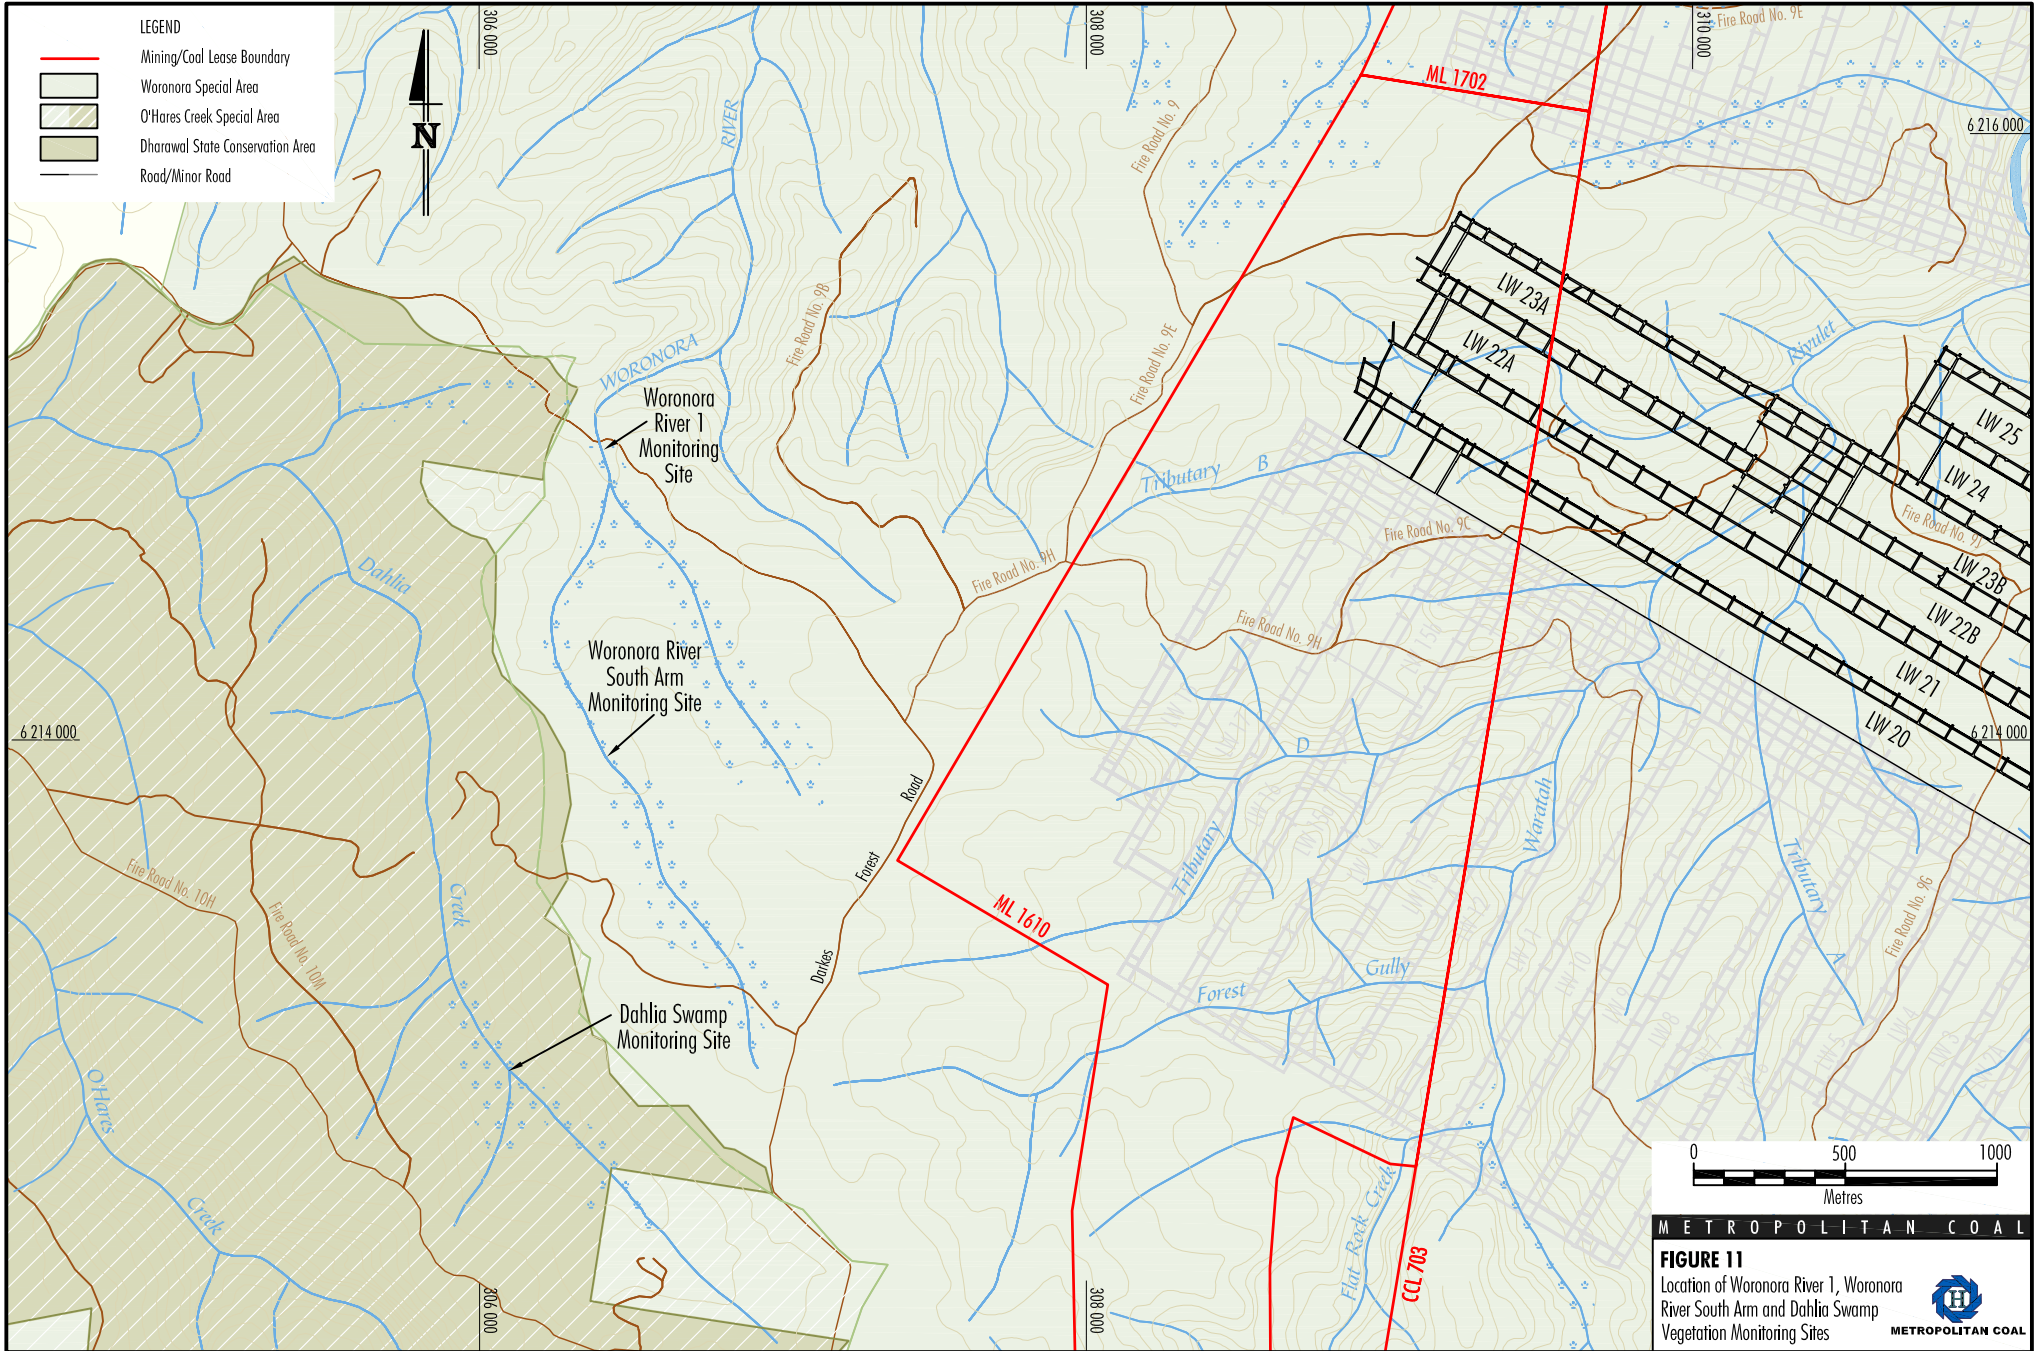 LEGEND
Mining/Coal Lease Boundary
Woronora Special Area
O'Hares Creek Special Area
Dharawal State Conservation Area
Road/Minor Road
N
306 000
308 000
310 000
6 216 000
Fire Road No. 9E
ML 1702
RIVER
Fire Road No. 9
Fire Road No. 9B
Fire Road No. 9E
WORONORA
Woronora
River 1
Monitoring
Site
LW 23A
LW 22A
Rivulet
LW 25
LW 24
Tributary B
Fire Road No. 9C
Fire Road No. 9J
LW 23B
LW 22B
LW 21
LW 20
Fire Road No. 9H
Fire Road No. 9H
Dahlia
Creek
Woronora River
South Arm
Monitoring Site
6 214 000
6 214 000
D
Tributary
Waratah
Tributary
A
Fire Road No. 9G
Road
Forest
Darkes
ML 1610
Fire Road No. 10H
Fire Road No. 10M
Forest
Gully
Dahlia Swamp
Monitoring Site
O'Hares
Creek
Flat Rock Creek
CCL 703
306 000
308 000
0 500 1000
Metres
METROPOLITAN COAL
FIGURE 11
Location of Woronora River 1, Woronora
River South Arm and Dahlia Swamp
Vegetation Monitoring Sites
H
METROPOLITAN COAL